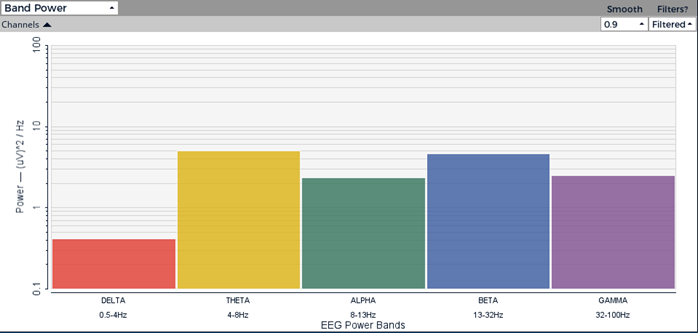 Band Power
Smooth Filters?
Channels
0.9 Filtered
100
10
1
0.1
Power — (uV)^2 / Hz
DELTA THETA ALPHA BETA GAMMA
0.5-4Hz 4-8Hz 8-13Hz 13-32Hz 32-100Hz
EEG Power Bands